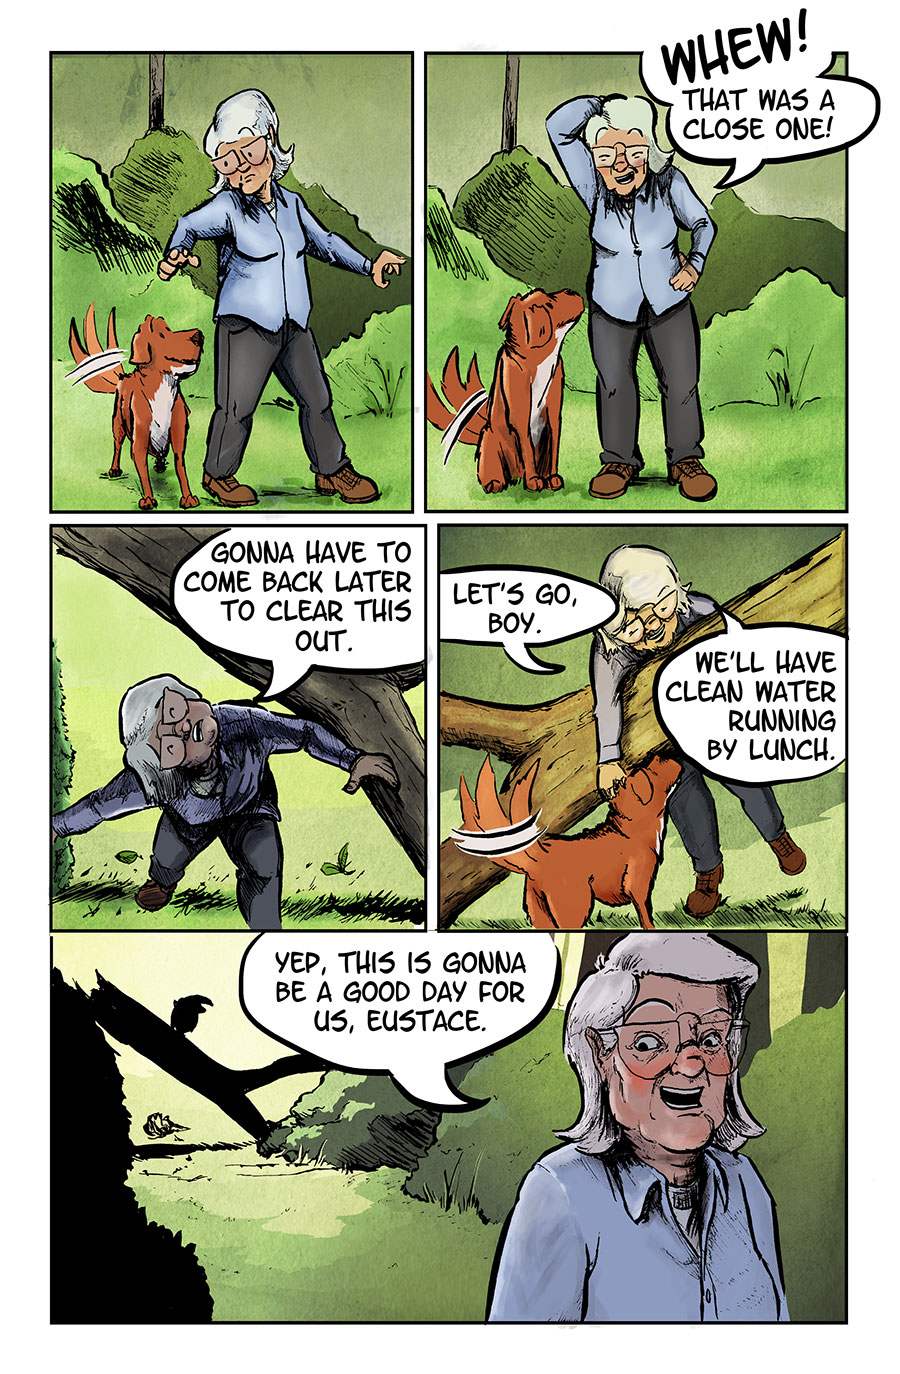 WHEW!
THAT WAS A
CLOSE ONE!
GONNA HAVE TO
COME BACK LATER
TO CLEAR THIS
OUT.
LET'S GO,
BOY.
WE'LL HAVE
CLEAN WATER
RUNNING
BY LUNCH.
YEP, THIS IS GONNA
BE A GOOD DAY FOR
US, EUSTACE.